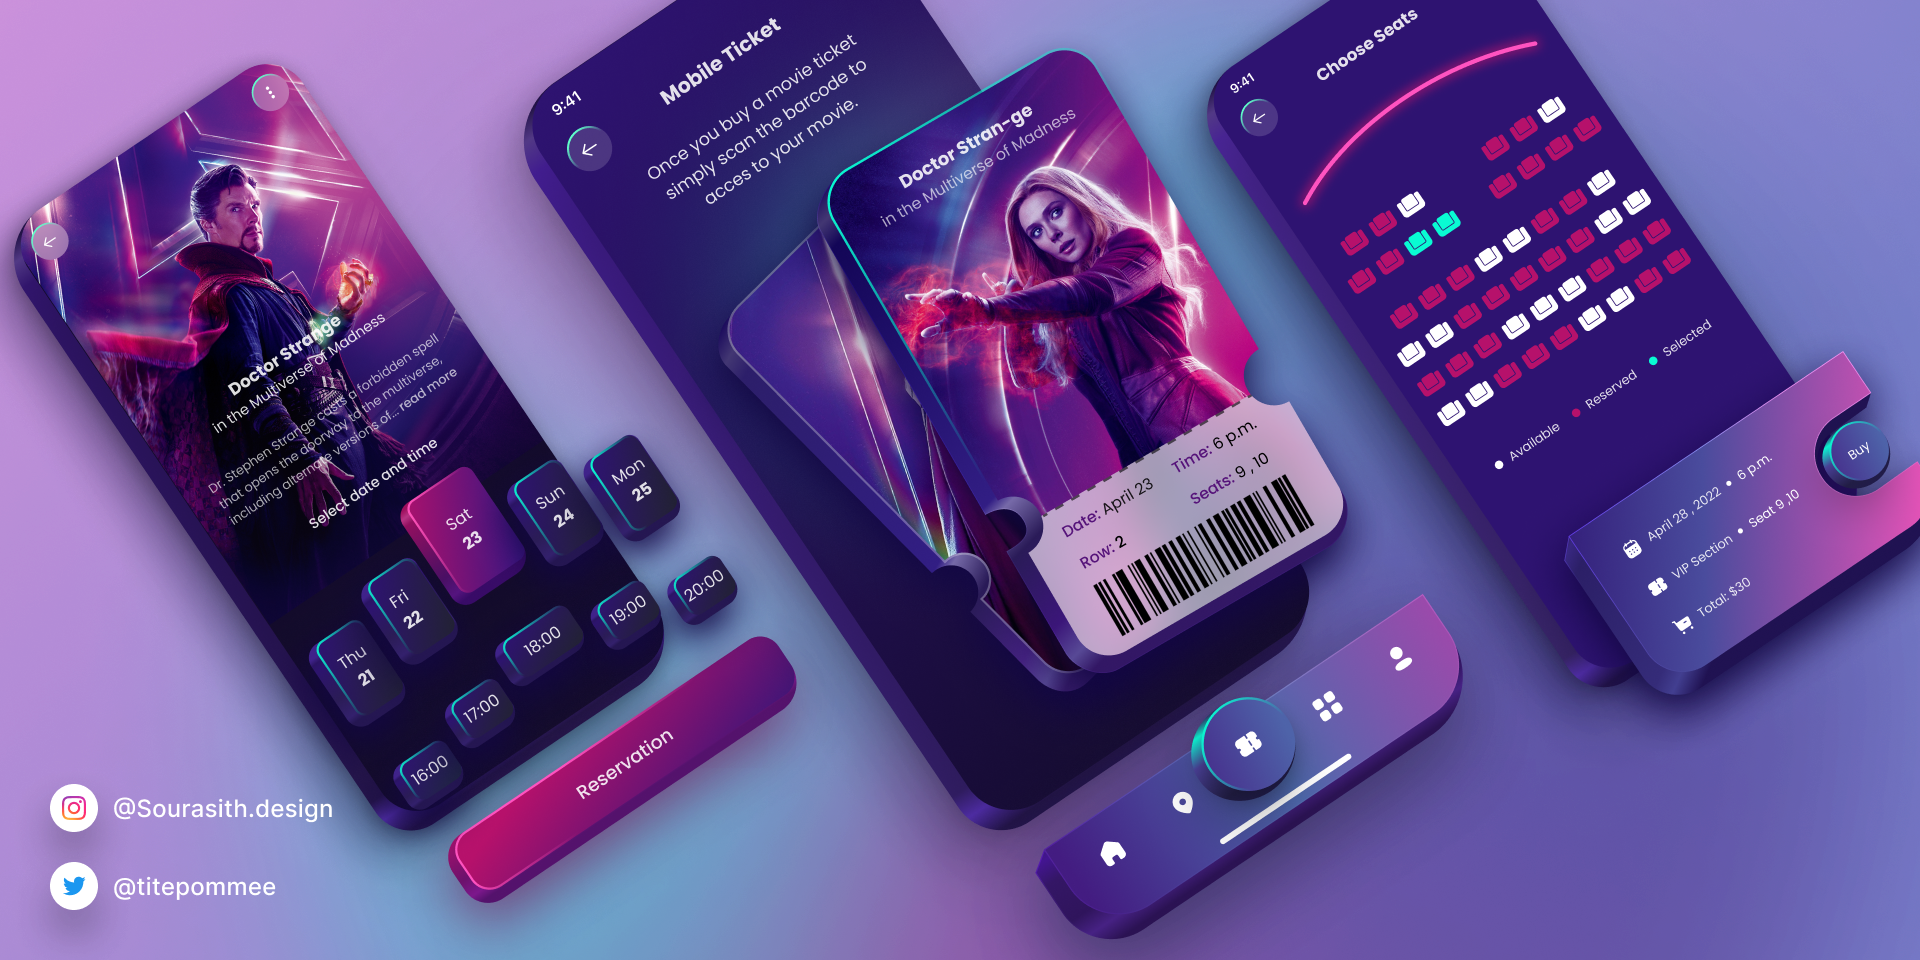 Doctor Strange
in the Multiverse of Madness
Dr. Stephen Strange casts a forbidden spell
that opens the doorway to the multiverse,
including alternate versions of... read more
Select date and time
Thu
21
Fri
22
Sat
23
Sun
24
Mon
25
16:00
17:00
18:00
19:00
20:00
Reservation
@Sourasith.design
@titepommee
9:41
Mobile Ticket
Once you buy a movie ticket
simply scan the barcode to
acces to your movie.
Doctor Stran-ge
in the Multiverse of Madness
Date: April 23
Time: 6 p.m.
Row: 2
Seats: 9 , 10
9:41
Choose Seats
Available
Reserved
Selected
April 28 , 2022 • 6 p.m.
VIP Section • Seat 9 ,10
Total: $30
Buy